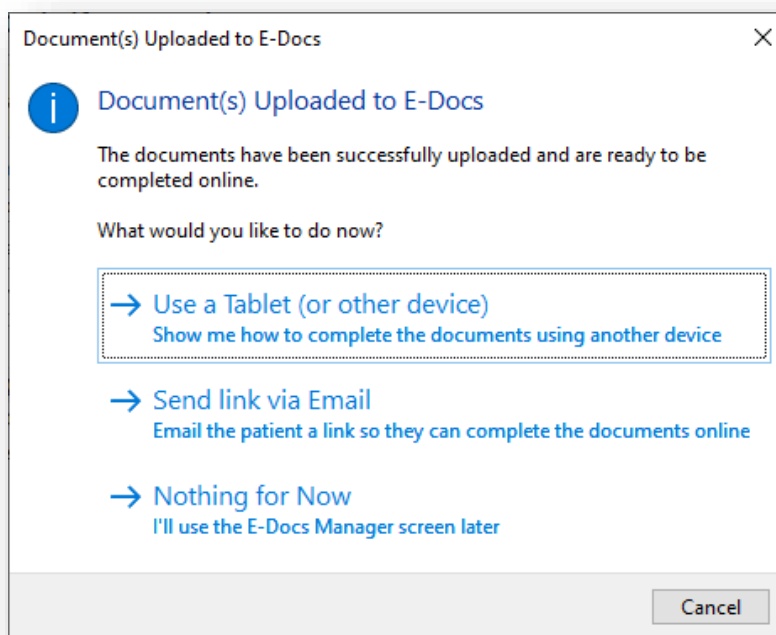 Document(s) Uploaded to E-Docs
Document(s) Uploaded to E-Docs
The documents have been successfully uploaded and are ready to be
completed online.
What would you like to do now?
Use a Tablet (or other device)
Show me how to complete the documents using another device
Send link via Email
Email the patient a link so they can complete the documents online
Nothing for Now
I'll use the E-Docs Manager screen later
Cancel